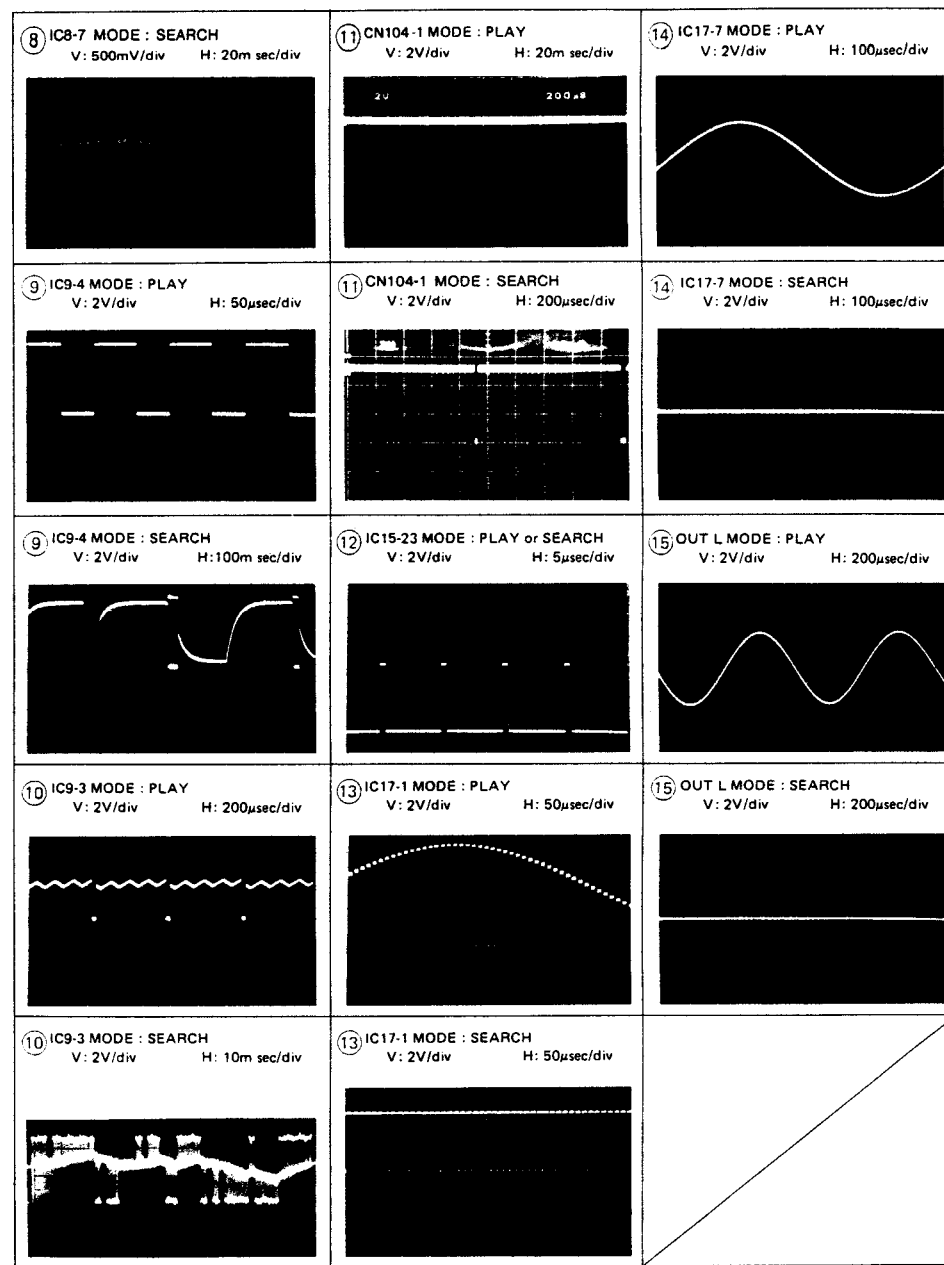 ⑧ IC8-7 MODE : SEARCH
V: 500mV/div H: 20m sec/div
⑪ CN104-1 MODE : PLAY
V: 2V/div H: 20m sec/div
2V 200µS
⑭ IC17-7 MODE : PLAY
V: 2V/div H: 100µsec/div
⑨ IC9-4 MODE : PLAY
V: 2V/div H: 50µsec/div
⑪ CN104-1 MODE : SEARCH
V: 2V/div H: 200µsec/div
⑭ IC17-7 MODE : SEARCH
V: 2V/div H: 100µsec/div
⑨ IC9-4 MODE : SEARCH
V: 2V/div H:100m sec/div
⑫ IC15-23 MODE : PLAY or SEARCH
V: 2V/div H: 5µsec/div
⑮ OUT L MODE : PLAY
V: 2V/div H: 200µsec/div
⑩ IC9-3 MODE : PLAY
V: 2V/div H: 200µsec/div
⑬ IC17-1 MODE : PLAY
V: 2V/div H: 50µsec/div
⑮ OUT L MODE : SEARCH
V: 2V/div H: 200µsec/div
⑩ IC9-3 MODE : SEARCH
V: 2V/div H: 10m sec/div
⑬ IC17-1 MODE : SEARCH
V: 2V/div H: 50µsec/div